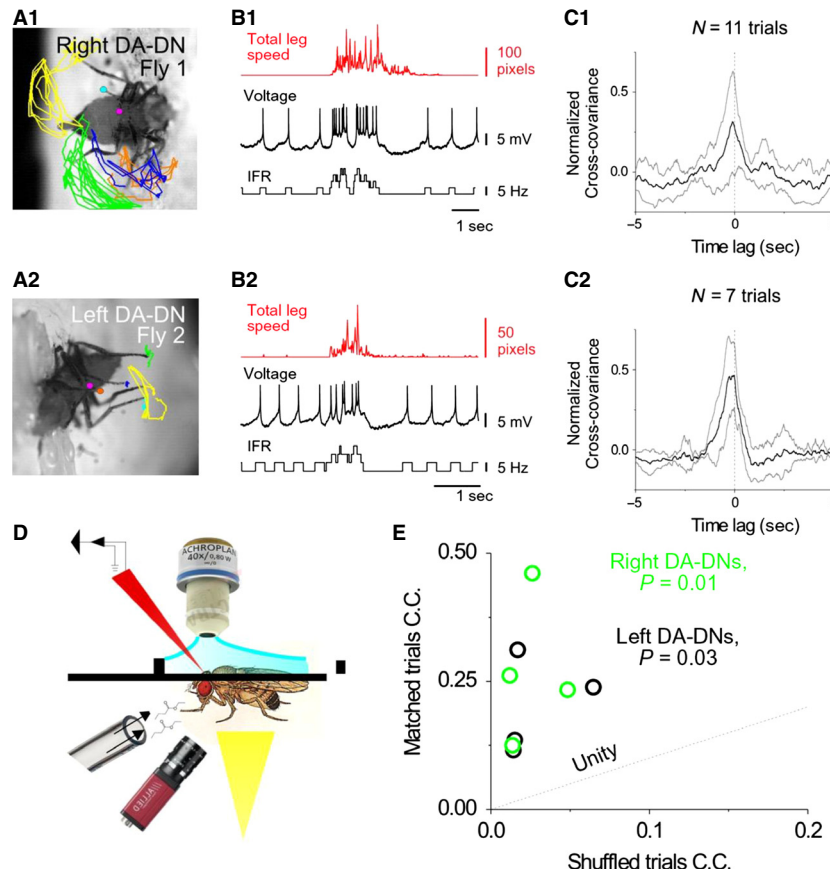 A1
Right DA-DN
Fly 1
B1
Total leg
speed
100
pixels
Voltage
5 mV
IFR
5 Hz
1 sec
C1
N = 11 trials
Normalized
Cross-covariance
0.5
0.0
-5
0
5
Time lag (sec)
A2
Left DA-DN
Fly 2
B2
Total leg
speed
50
pixels
Voltage
5 mV
IFR
5 Hz
1 sec
C2
N = 7 trials
Normalized
Cross-covariance
0.5
0.0
-5
0
5
Time lag (sec)
D
ACHROPLAN
40X/0,80 W
ALLIED
E
Matched trials C.C.
0.50
0.25
0.00
Right DA-DNs,
P = 0.01
Left DA-DNs,
P = 0.03
Unity
0.0
0.1
0.2
Shuffled trials C.C.